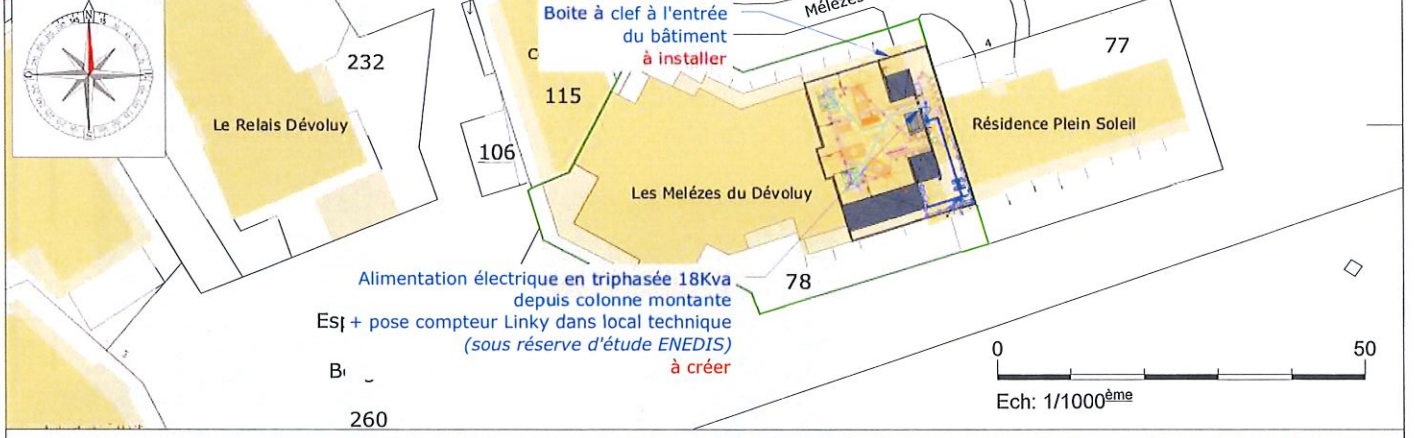 Boite à clef à l'entrée
du bâtiment
à installer
Mélèzes
4
77
N
232
115
Le Relais Dévoluy
Résidence Plein Soleil
106
Les Melézes du Dévoluy
S
Alimentation électrique en triphasée 18Kva
depuis colonne montante
+ pose compteur Linky dans local technique
(sous réserve d'étude ENEDIS)
à créer
78
0 50
Ech: 1/1000ème
260